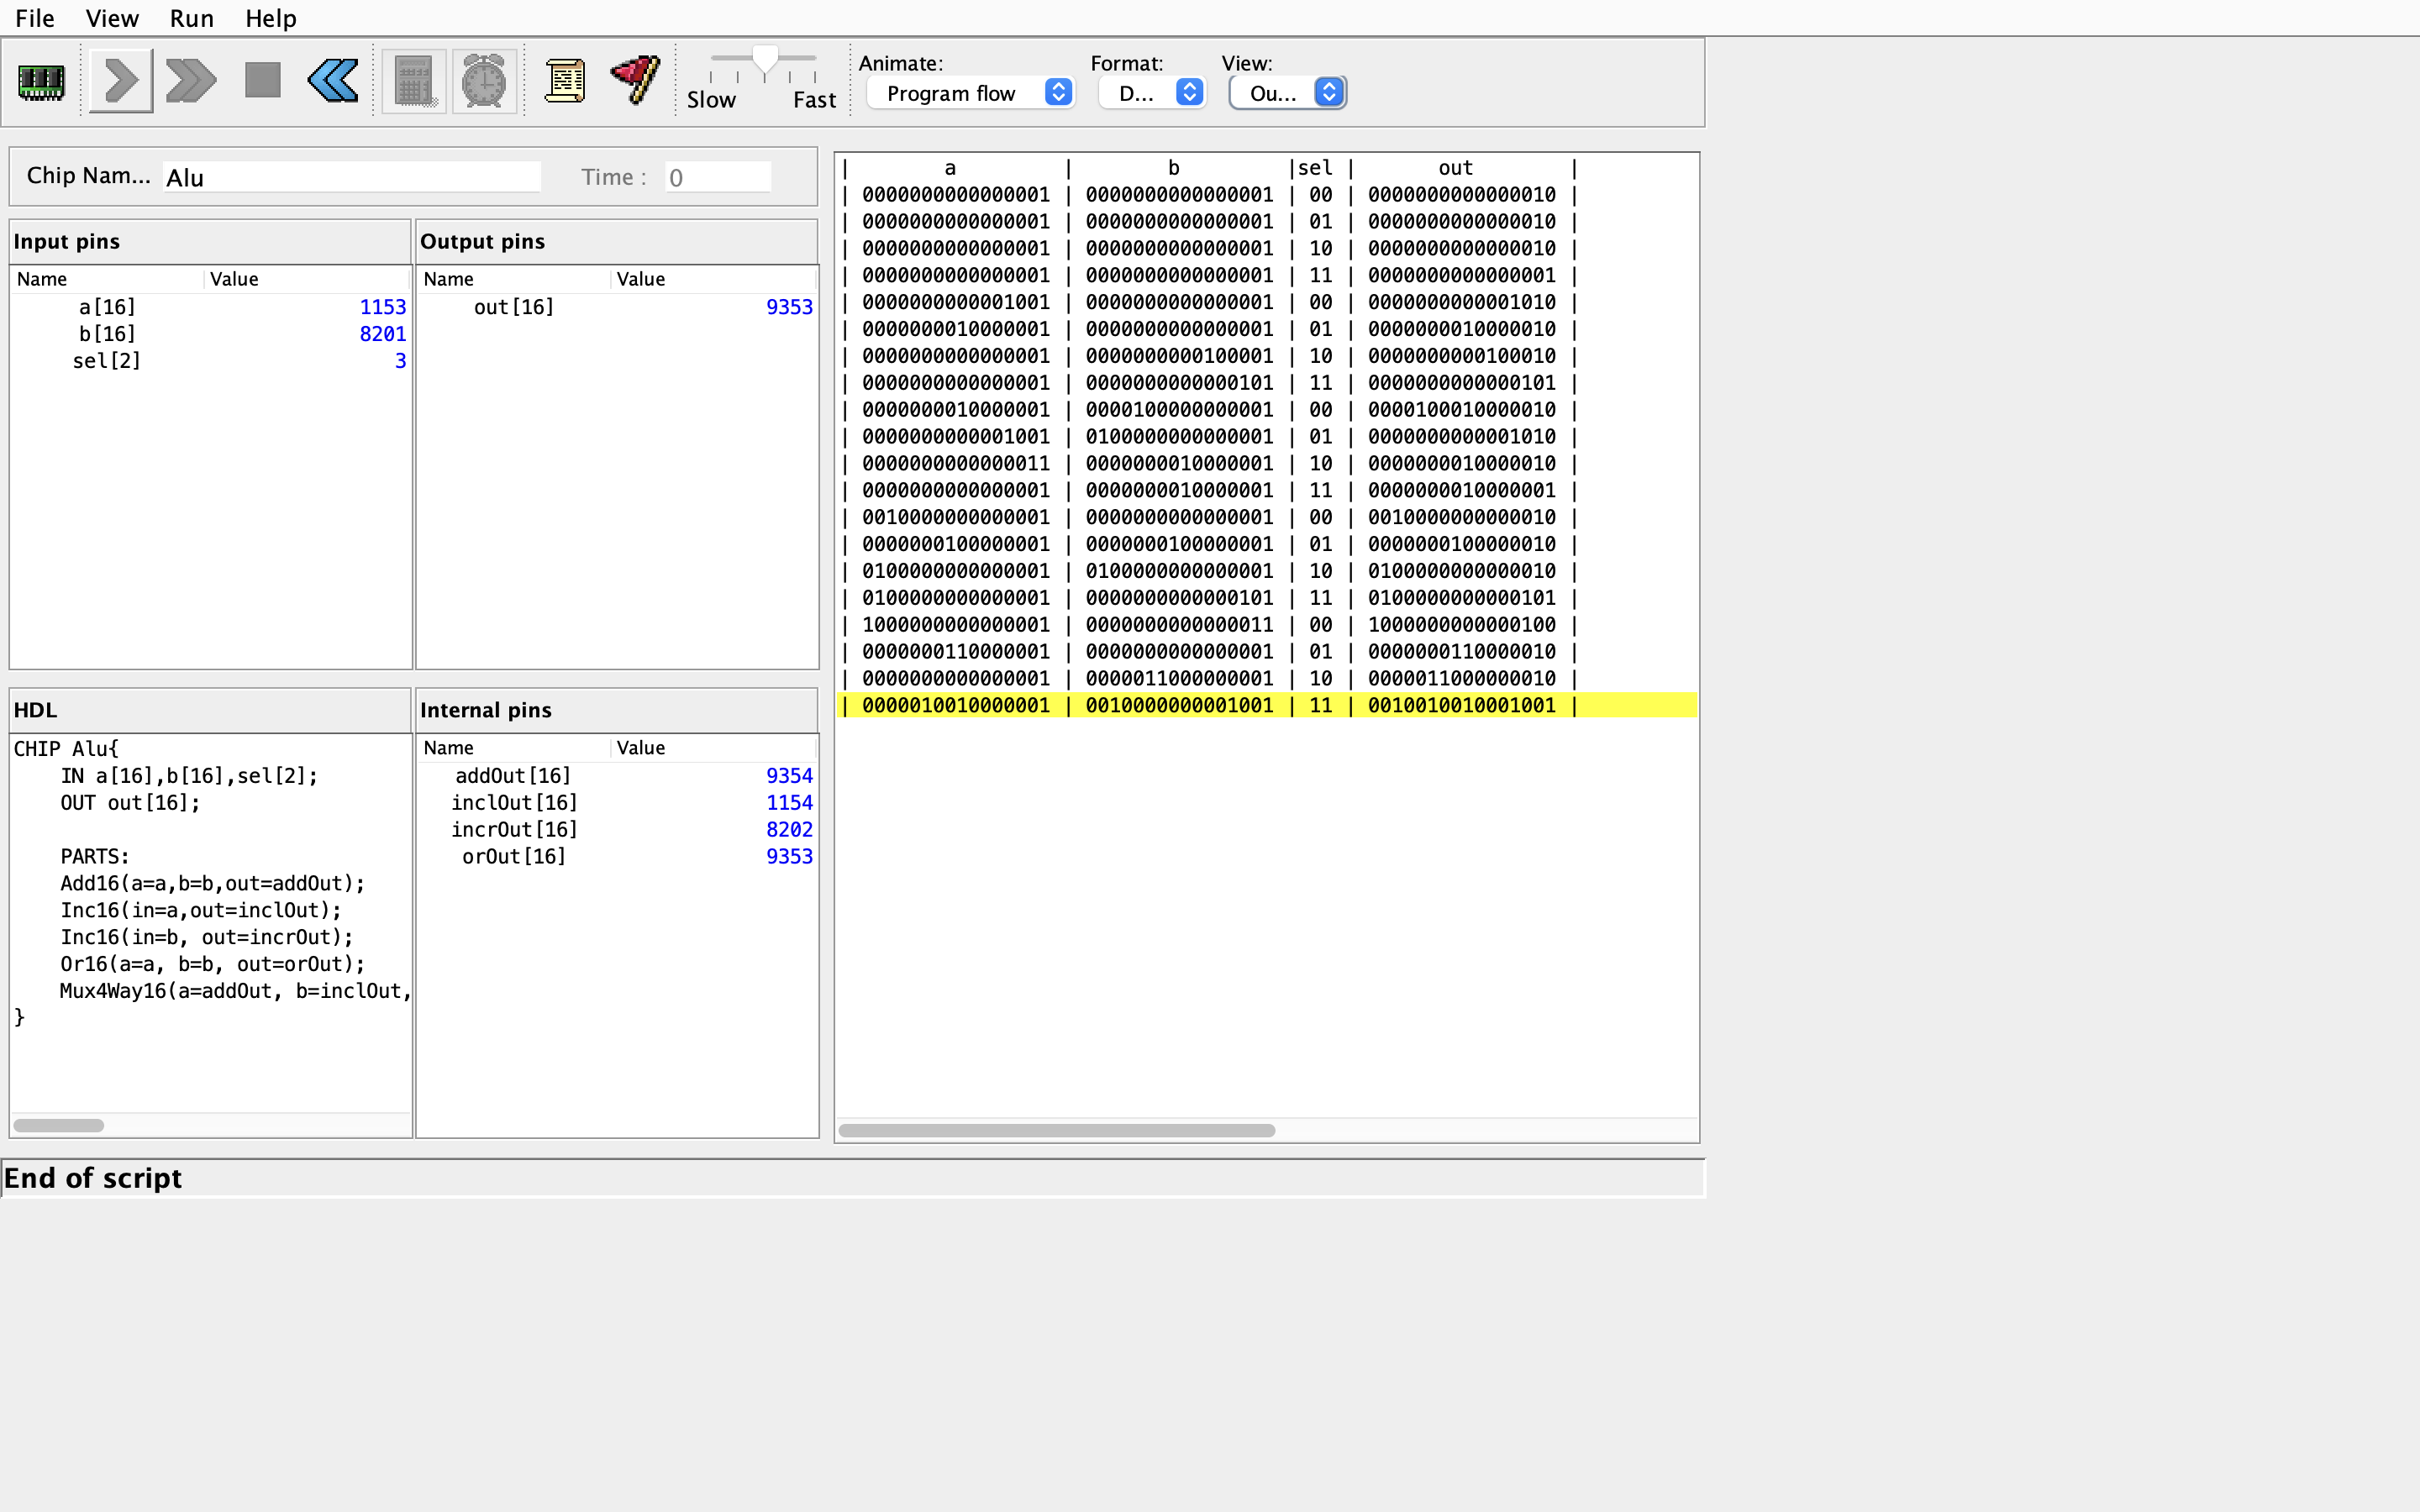 File View Run Help
Animate: Format: View:
Slow Fast Program flow D... Ou...
Chip Nam... Alu Time : 0
Input pins
Name Value
a[16] 1153
b[16] 8201
sel[2] 3
Output pins
Name Value
out[16] 9353
HDL
CHIP Alu{
IN a[16],b[16],sel[2];
OUT out[16];
PARTS:
Add16(a=a,b=b,out=addOut);
Inc16(in=a,out=inclOut);
Inc16(in=b, out=incrOut);
Or16(a=a, b=b, out=orOut);
Mux4Way16(a=addOut, b=inclOut,
}
Internal pins
Name Value
addOut[16] 9354
inclOut[16] 1154
incrOut[16] 8202
orOut[16] 9353
| a | b |sel | out |
| 0000000000000001 | 0000000000000001 | 00 | 0000000000000010 |
| 0000000000000001 | 0000000000000001 | 01 | 0000000000000010 |
| 0000000000000001 | 0000000000000001 | 10 | 0000000000000010 |
| 0000000000000001 | 0000000000000001 | 11 | 0000000000000001 |
| 0000000000001001 | 0000000000000001 | 00 | 0000000000001010 |
| 0000000010000001 | 0000000000000001 | 01 | 0000000010000010 |
| 0000000000000001 | 0000000000100001 | 10 | 0000000000100010 |
| 0000000000000001 | 0000000000000101 | 11 | 0000000000000101 |
| 0000000010000001 | 0000100000000001 | 00 | 0000100010000010 |
| 0000000000001001 | 0100000000000001 | 01 | 0000000000001010 |
| 0000000000000011 | 0000000010000001 | 10 | 0000000010000010 |
| 0000000000000001 | 0000000010000001 | 11 | 0000000010000001 |
| 0010000000000001 | 0000000000000001 | 00 | 0010000000000010 |
| 0000000100000001 | 0000000100000001 | 01 | 0000000100000010 |
| 0100000000000001 | 0100000000000001 | 10 | 0100000000000010 |
| 0100000000000001 | 0000000000000101 | 11 | 0100000000000101 |
| 1000000000000001 | 0000000000000011 | 00 | 1000000000000100 |
| 0000000110000001 | 0000000000000001 | 01 | 0000000110000010 |
| 0000000000000001 | 0000011000000001 | 10 | 0000011000000010 |
| 0000010010000001 | 0010000000001001 | 11 | 0010010010001001 |
End of script